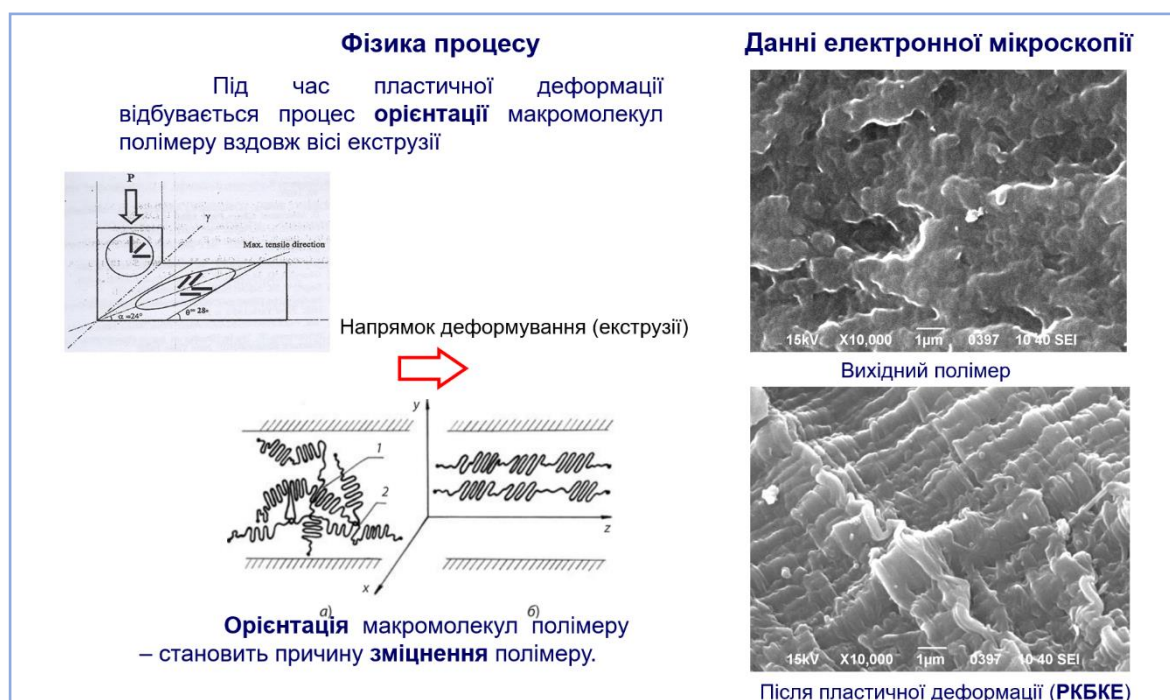 Фізика процесу
Під час пластичної деформації
відбувається процес орієнтації макромолекул
полімеру вздовж вісі екструзії
P
γ
Max. tensile direction
α=24°
θ=28°
Напрямок деформування (екструзії)
y
1
2
z
x
а)
б)
Орієнтація макромолекул полімеру
– становить причину зміцнення полімеру.
Данні електронної мікроскопії
15kV X10,000 1µm 0397 10 40 SEI
Вихідний полімер
15kV X10,000 1µm 0397 10 40 SEI
Після пластичної деформації (РКБКЕ)